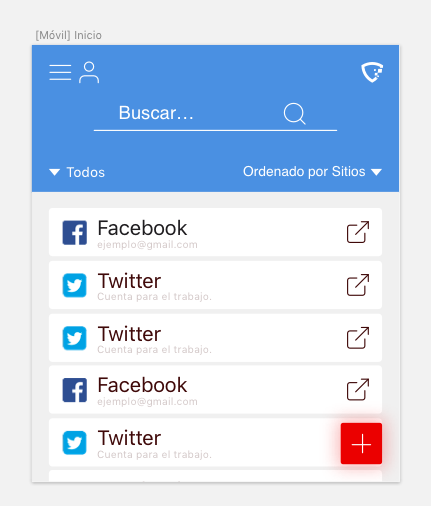 [Móvil] Inicio
Buscar...
Todos
Ordenado por Sitios
Facebook
ejemplo@gmail.com
Twitter
Cuenta para el trabajo.
Twitter
Cuenta para el trabajo.
Facebook
ejemplo@gmail.com
Twitter
Cuenta para el trabajo.